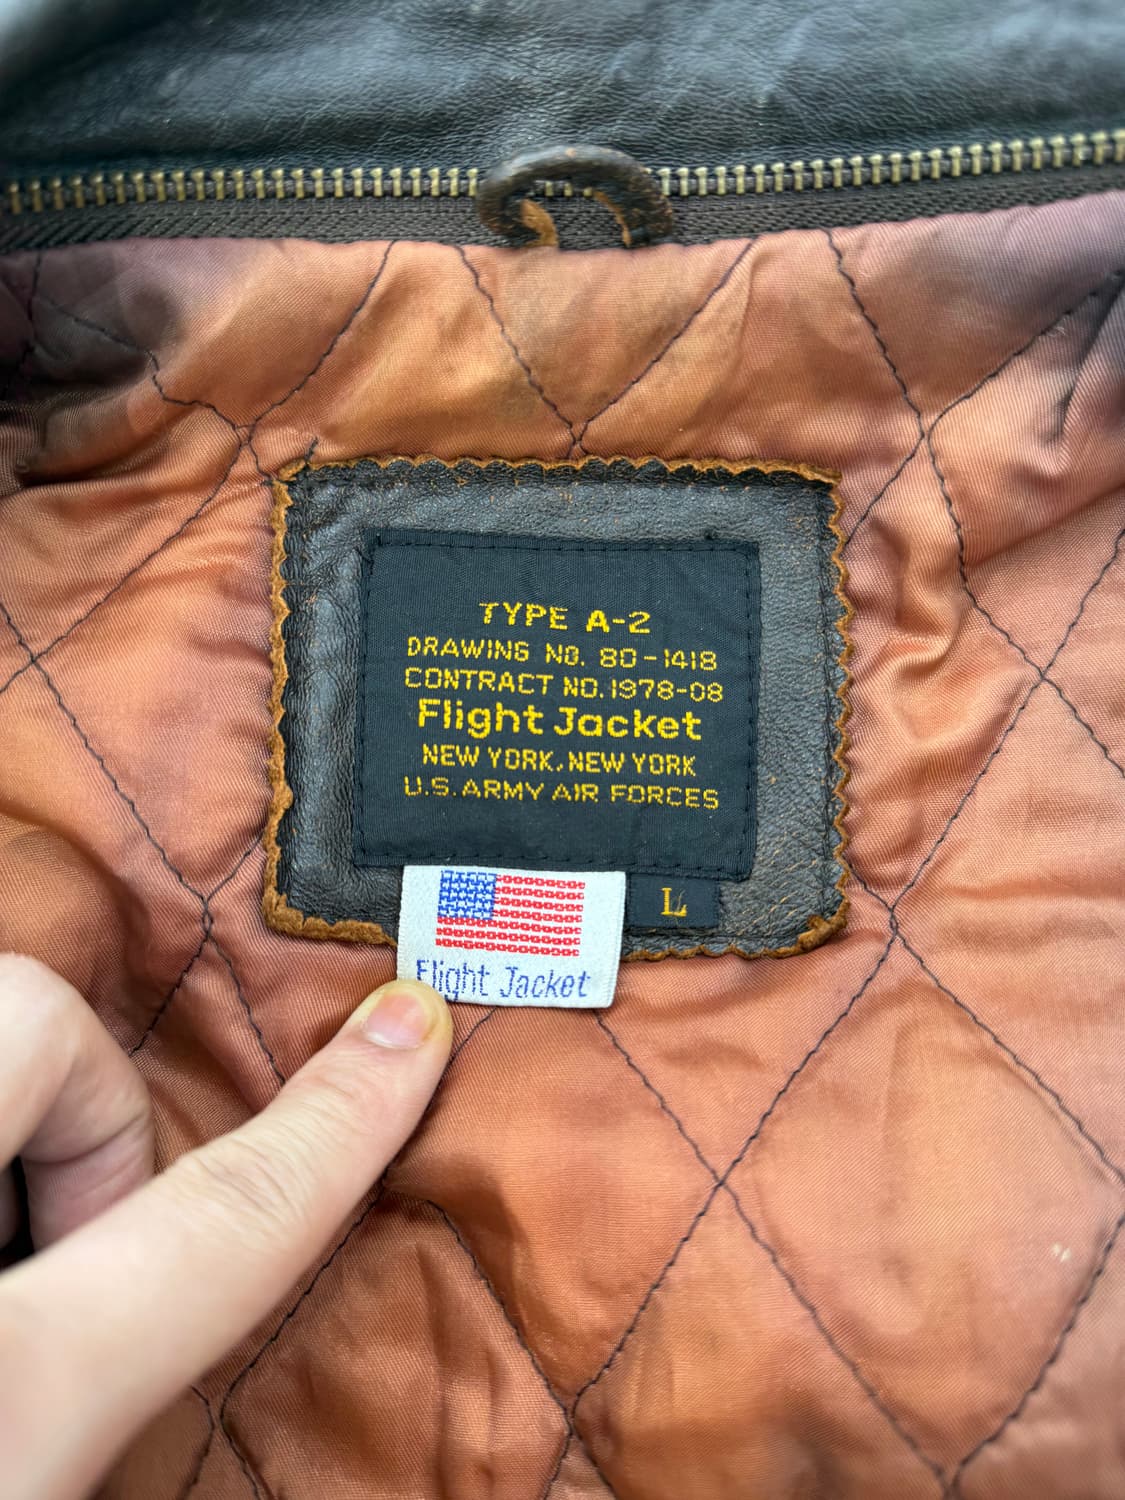 TYPE A-2
DRAWING NO. 80-1418
CONTRACT NO. 1978-08
Flight Jacket
NEW YORK, NEW YORK
U.S. ARMY AIR FORCES
L
Flight Jacket